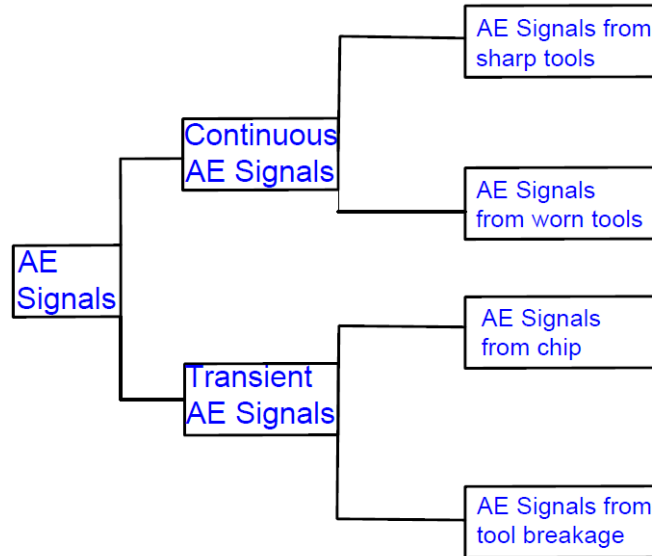 AE Signals from
sharp tools
Continuous
AE Signals
AE Signals
from worn tools
AE
Signals
AE Signals
from chip
Transient
AE Signals
AE Signals from
tool breakage